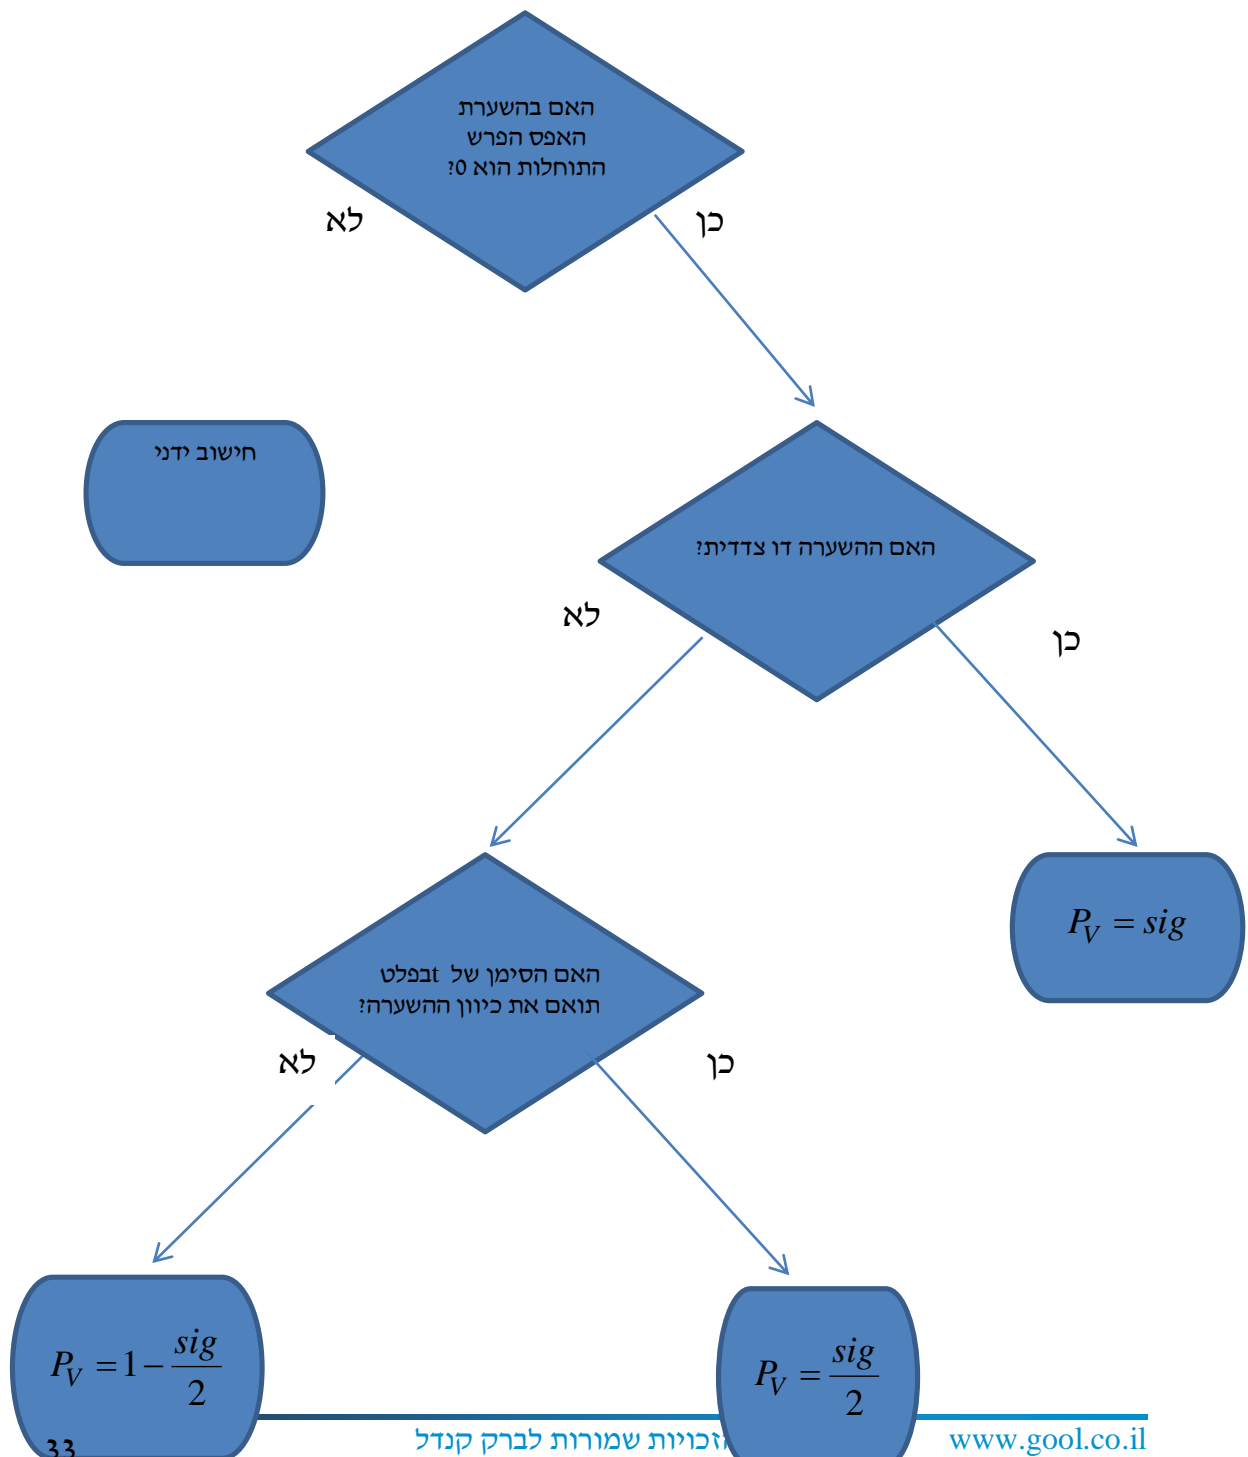 האם בהשערת
האפס הפרש
התוחלות הוא 0?
לא
כן
חישוב ידני
האם ההשערה דו צדדית?
לא
כן
P_V = sig
האם הסימן של tבפלט
תואם את כיוון ההשערה?
לא
כן
P_V = 1 − sig/2
P_V = sig/2
33
זכויות שמורות לברק קנדל
www.gool.co.il